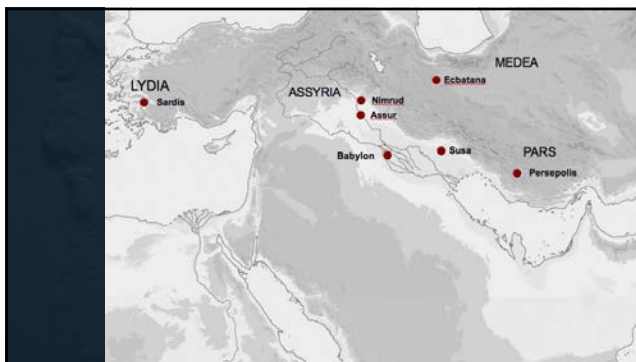 MEDEA
Ecbatana
LYDIA
ASSYRIA
Nimrud
Sardis
Assur
PARS
Babylon
Susa
Persepolis